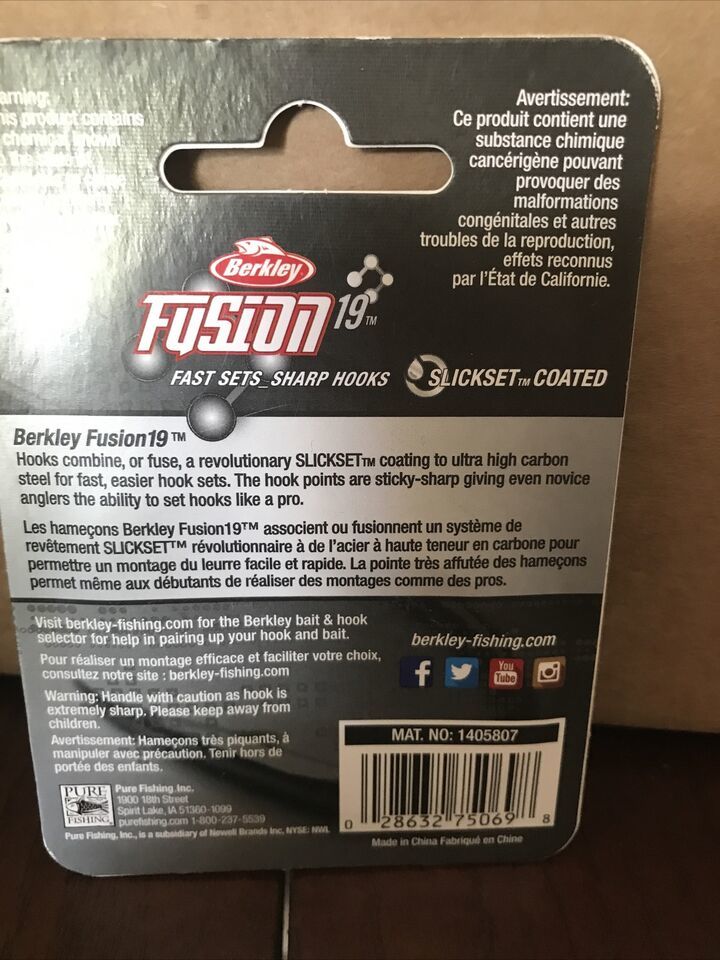 arning:
is product contains
Avertissement:
Ce produit contient une
substance chimique
cancérigène pouvant
provoquer des
malformations
congénitales et autres
troubles de la reproduction,
effets reconnus
par l'État de Californie.
Berkley
FUSION19™
FAST SETS_SHARP HOOKS
SLICKSET™ COATED
Berkley Fusion19™
Hooks combine, or fuse, a revolutionary SLICKSET™ coating to ultra high carbon
steel for fast, easier hook sets. The hook points are sticky-sharp giving even novice
anglers the ability to set hooks like a pro.
Les hameçons Berkley Fusion19™ associent ou fusionnent un système de
revêtement SLICKSET™ révolutionnaire à de l'acier à haute teneur en carbone pour
permettre un montage du leurre facile et rapide. La pointe très affutée des hameçons
permet même aux débutants de réaliser des montages comme des pros.
Visit berkley-fishing.com for the Berkley bait & hook
selector for help in pairing up your hook and bait.
Pour réaliser un montage efficace et faciliter votre choix,
consultez notre site : berkley-fishing.com
Warning: Handle with caution as hook is
extremely sharp. Please keep away from
children.
Avertissement: Hameçons très piquants, à
manipuler avec précaution. Tenir hors de
portée des enfants.
berkley-fishing.com
f
You
Tube
MAT. NO: 1405807
0 28632 75069 8
Made in China Fabriqué en Chine
PURE
FISHING
Pure Fishing, Inc.
1900 18th Street
Spirit Lake, IA 51360-1099
purefishing.com 1-800-237-5539
Pure Fishing, Inc., is a subsidiary of Newell Brands Inc, NYSE: NWL